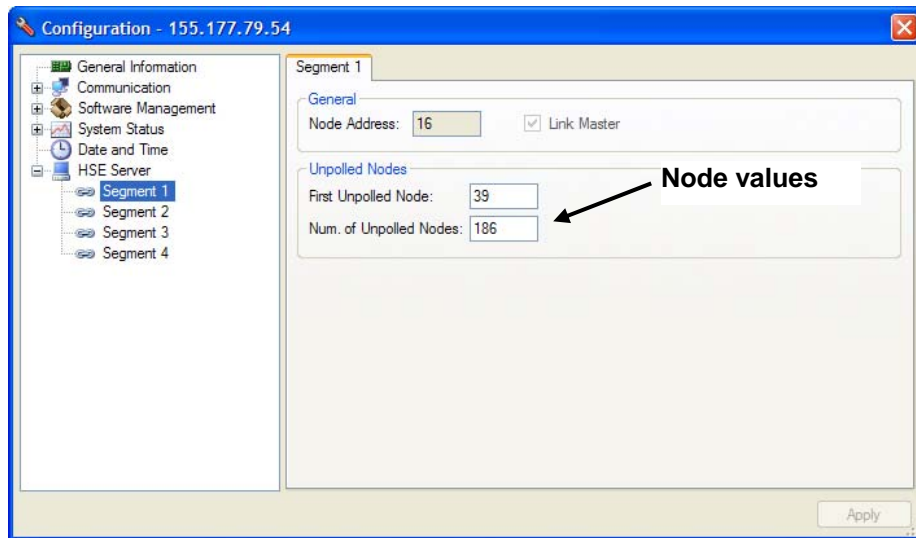 Configuration - 155.177.79.54
General Information
Communication
Software Management
System Status
Date and Time
HSE Server
Segment 1
Segment 2
Segment 3
Segment 4
Segment 1
General
Node Address: 16
Link Master
Unpolled Nodes
First Unpolled Node: 39
Num. of Unpolled Nodes: 186
Node values
Apply